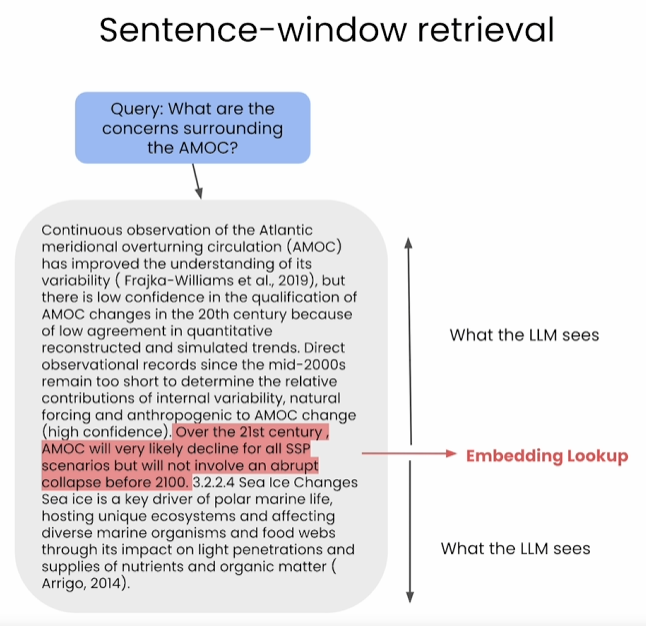 Sentence-window retrieval
Query: What are the
concerns surrounding
the AMOC?
Continuous observation of the Atlantic
meridional overturning circulation (AMOC)
has improved the understanding of its
variability ( Frajka-Williams et al., 2019), but
there is low confidence in the qualification of
AMOC changes in the 20th century because
of low agreement in quantitative
reconstructed and simulated trends. Direct
observational records since the mid-2000s
remain too short to determine the relative
contributions of internal variability, natural
forcing and anthropogenic to AMOC change
(high confidence). Over the 21st century ,
AMOC will very likely decline for all SSP
scenarios but will not involve an abrupt
collapse before 2100. 3.2.2.4 Sea Ice Changes
Sea ice is a key driver of polar marine life,
hosting unique ecosystems and affecting
diverse marine organisms and food webs
through its impact on light penetrations and
supplies of nutrients and organic matter (
Arrigo, 2014).
What the LLM sees
Embedding Lookup
What the LLM sees